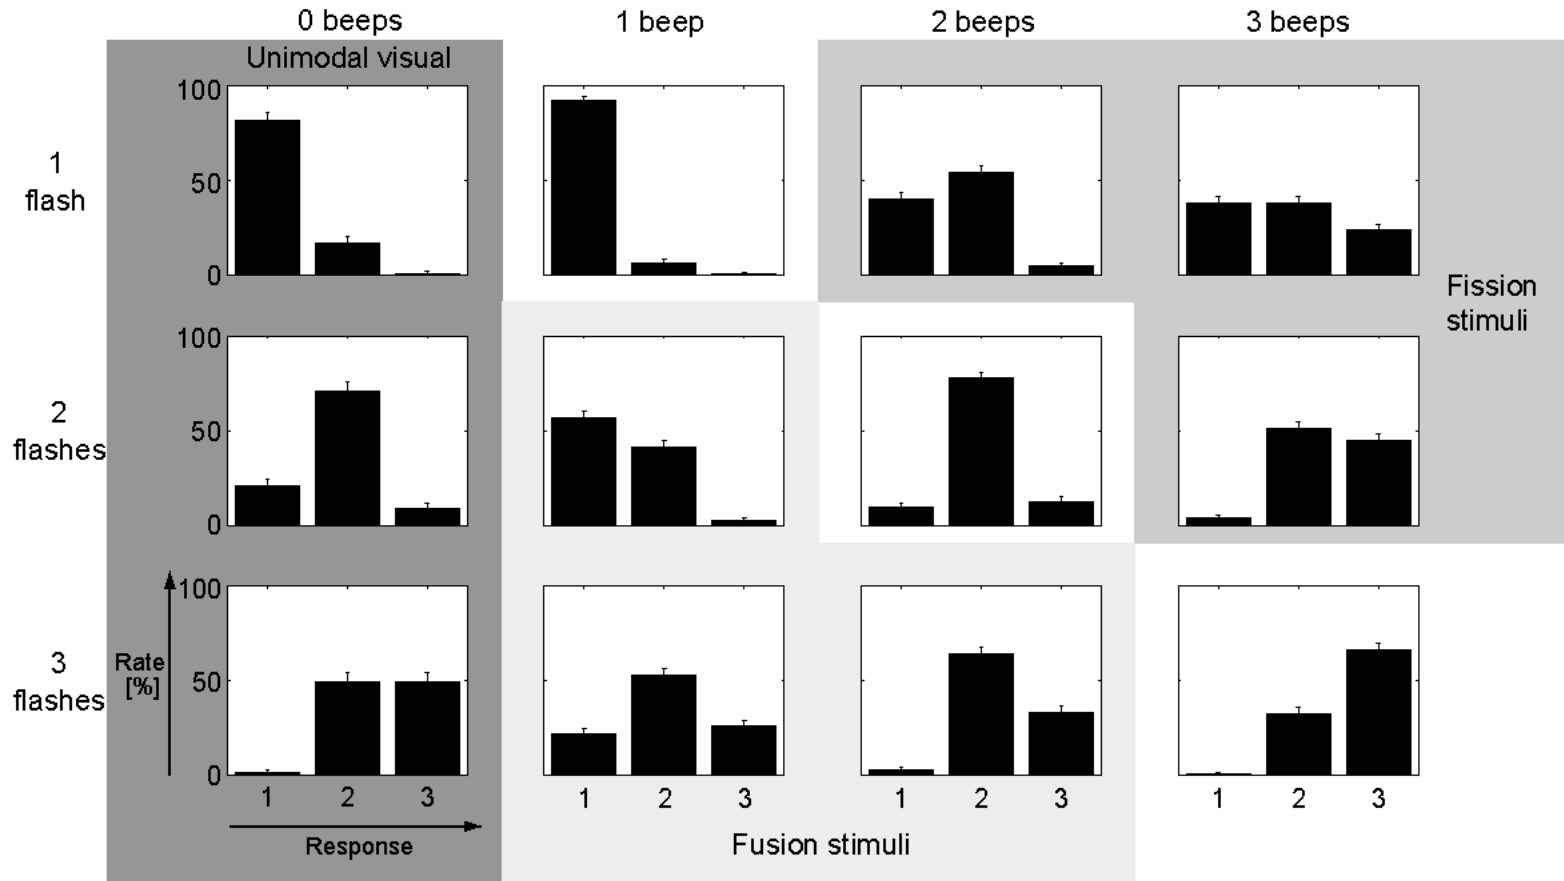 0 beeps
1 beep
2 beeps
3 beeps
Unimodal visual
100
50
0
1
flash
Fission
stimuli
100
50
0
2
flashes
100
50
0
Rate
[%]
3
flashes
1 2 3
1 2 3
1 2 3
1 2 3
Response
Fusion stimuli